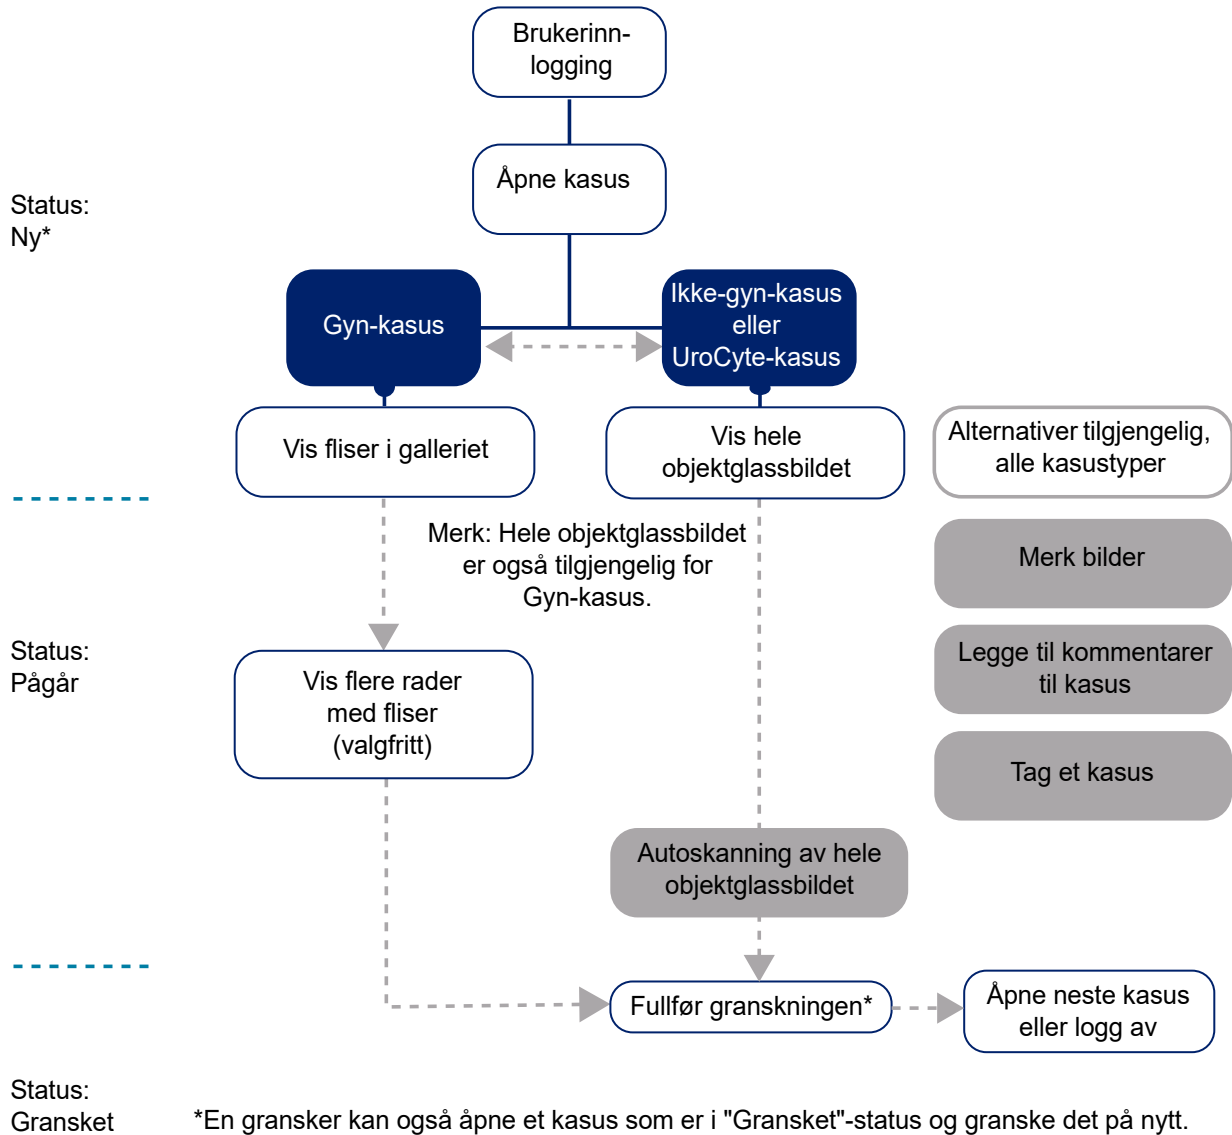 Brukerinn-
logging
Åpne kasus
Status:
Ny*
Gyn-kasus
Ikke-gyn-kasus
eller
UroCyte-kasus
Vis fliser i galleriet
Vis hele
objektglassbildet
Alternativer tilgjengelig,
alle kasustyper
Merk: Hele objektglassbildet
er også tilgjengelig for
Gyn-kasus.
Merk bilder
Status:
Pågår
Vis flere rader
med fliser
(valgfritt)
Legge til kommentarer
til kasus
Tag et kasus
Autoskanning av hele
objektglassbildet
Fullfør granskningen*
Åpne neste kasus
eller logg av
Status:
Gransket
*En gransker kan også åpne et kasus som er i "Gransket"-status og granske det på nytt.